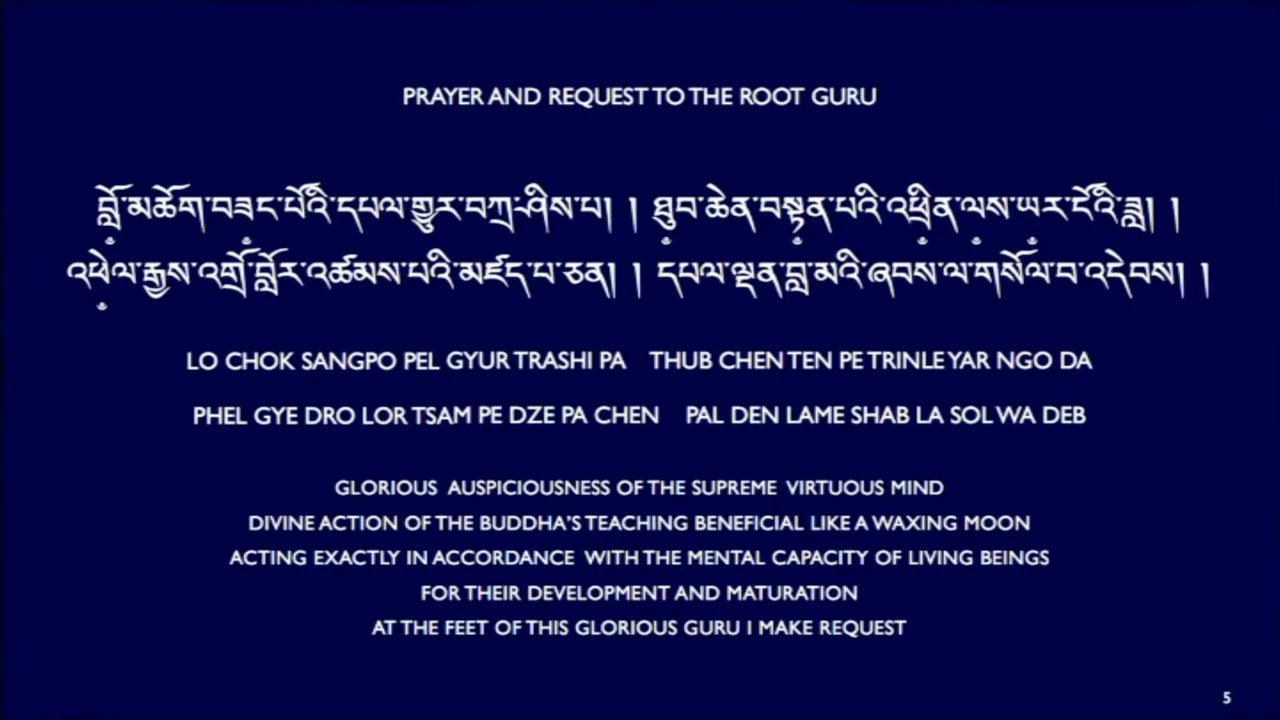 PRAYER AND REQUEST TO THE ROOT GURU
བློ་མཆོག་བཟང་པོའི་དཔལ་གྱུར་བཀྲ་ཤིས་པ། ། ཐུབ་ཆེན་བསྟན་པའི་འཕྲིན་ལས་ཡར་ངོའི་ཟླ། །
འཕེལ་རྒྱས་འགྲོ་བློར་འཚམས་པའི་མཛད་པ་ཅན། ། དཔལ་ལྡན་བླ་མའི་ཞབས་ལ་གསོལ་བ་འདེབས། །
LO CHOK SANGPO PEL GYUR TRASHI PA THUB CHEN TEN PE TRINLE YAR NGO DA
PHEL GYE DRO LOR TSAM PE DZE PA CHEN PAL DEN LAME SHAB LA SOL WA DEB
GLORIOUS AUSPICIOUSNESS OF THE SUPREME VIRTUOUS MIND
DIVINE ACTION OF THE BUDDHA'S TEACHING BENEFICIAL LIKE A WAXING MOON
ACTING EXACTLY IN ACCORDANCE WITH THE MENTAL CAPACITY OF LIVING BEINGS
FOR THEIR DEVELOPMENT AND MATURATION
AT THE FEET OF THIS GLORIOUS GURU I MAKE REQUEST
5